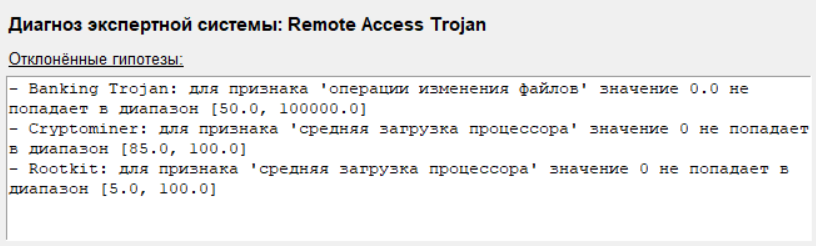 Диагноз экспертной системы: Remote Access Trojan
Отклонённые гипотезы:
- Banking Trojan: для признака 'операции изменения файлов' значение 0.0 не
попадает в диапазон [50.0, 100000.0]
- Cryptominer: для признака 'средняя загрузка процессора' значение 0 не попадает
в диапазон [85.0, 100.0]
- Rootkit: для признака 'средняя загрузка процессора' значение 0 не попадает в
диапазон [5.0, 100.0]